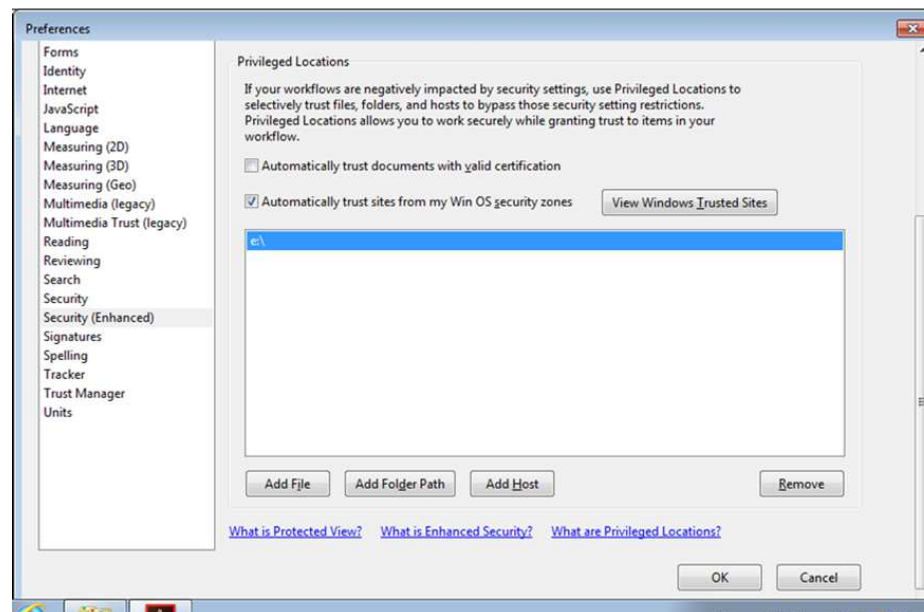 Preferences
Forms
Identity
Internet
JavaScript
Language
Measuring (2D)
Measuring (3D)
Measuring (Geo)
Multimedia (legacy)
Multimedia Trust (legacy)
Reading
Reviewing
Search
Security
Security (Enhanced)
Signatures
Spelling
Tracker
Trust Manager
Units
Privileged Locations
If your workflows are negatively impacted by security settings, use Privileged Locations to
selectively trust files, folders, and hosts to bypass those security setting restrictions.
Privileged Locations allows you to work securely while granting trust to items in your
workflow.
Automatically trust documents with valid certification
Automatically trust sites from my Win OS security zones
View Windows Trusted Sites
e:\
Add File
Add Folder Path
Add Host
Remove
What is Protected View?
What is Enhanced Security?
What are Privileged Locations?
OK
Cancel